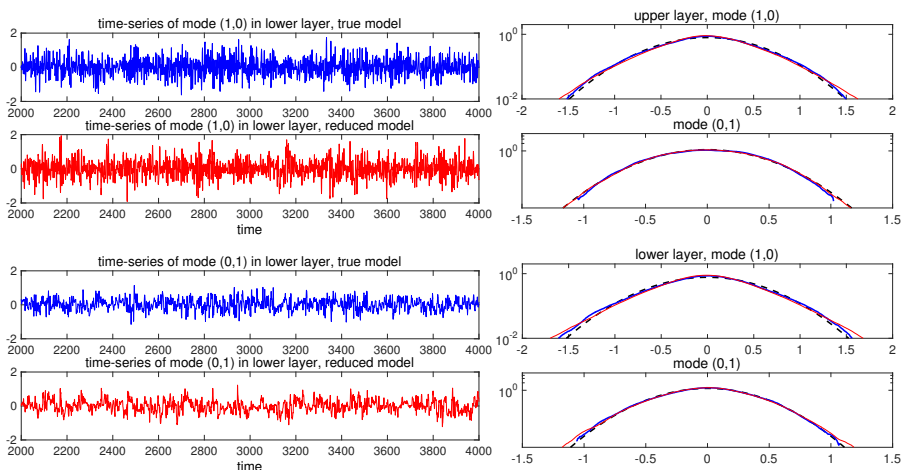 time-series of mode (1,0) in lower layer, true model
2
0
-2
2000 2200 2400 2600 2800 3000 3200 3400 3600 3800 4000
time-series of mode (1,0) in lower layer, reduced model
2
0
-2
2000 2200 2400 2600 2800 3000 3200 3400 3600 3800 4000
time
time-series of mode (0,1) in lower layer, true model
2
0
-2
2000 2200 2400 2600 2800 3000 3200 3400 3600 3800 4000
time-series of mode (0,1) in lower layer, reduced model
2
0
-2
2000 2200 2400 2600 2800 3000 3200 3400 3600 3800 4000
time
upper layer, mode (1,0)
10^0
10^-2
-2 -1.5 -1 -0.5 0 0.5 1 1.5 2
mode (0,1)
10^0
-1.5 -1 -0.5 0 0.5 1 1.5
lower layer, mode (1,0)
10^0
10^-2
-2 -1.5 -1 -0.5 0 0.5 1 1.5 2
mode (0,1)
10^0
-1.5 -1 -0.5 0 0.5 1 1.5